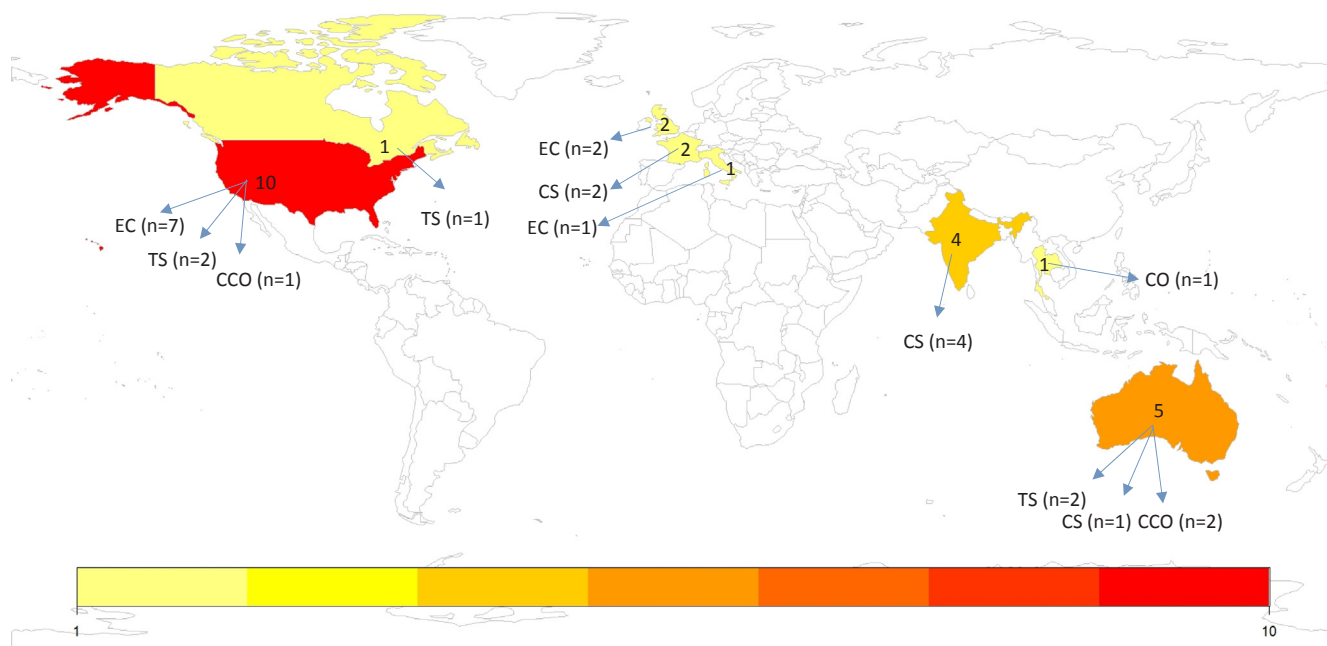 2
EC (n=2)
1
2
CS (n=2)
1
10
TS (n=1)
EC (n=7)
EC (n=1)
4
TS (n=2)
1
CCO (n=1)
CO (n=1)
CS (n=4)
5
TS (n=2)
CS (n=1) CCO (n=2)
1 10